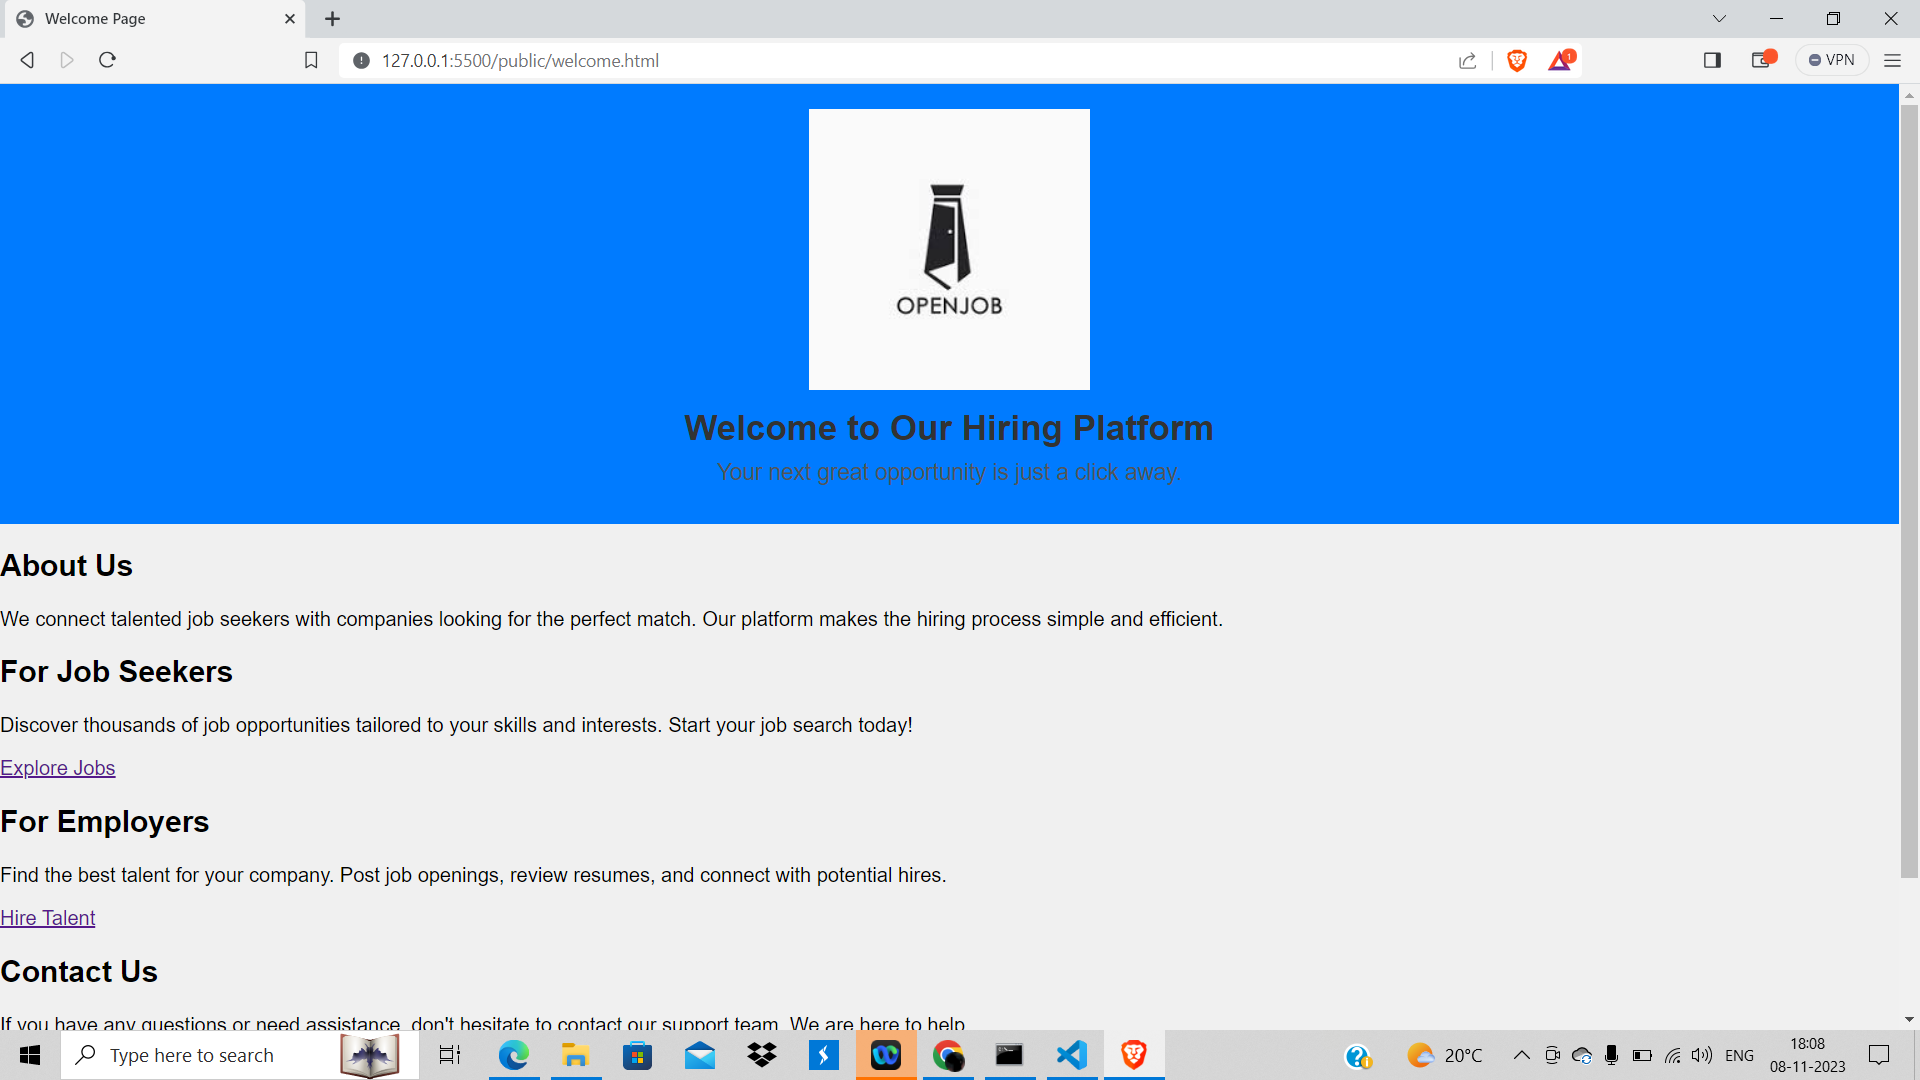 Welcome Page
127.0.0.1:5500/public/welcome.html
1
VPN
OPENJOB
Welcome to Our Hiring Platform
Your next great opportunity is just a click away.
About Us
We connect talented job seekers with companies looking for the perfect match. Our platform makes the hiring process simple and efficient.
For Job Seekers
Discover thousands of job opportunities tailored to your skills and interests. Start your job search today!
Explore Jobs
For Employers
Find the best talent for your company. Post job openings, review resumes, and connect with potential hires.
Hire Talent
Contact Us
If you have any questions or need assistance, don't hesitate to contact our support team. We are here to help
Type here to search
20°C
ENG
18:08
08-11-2023